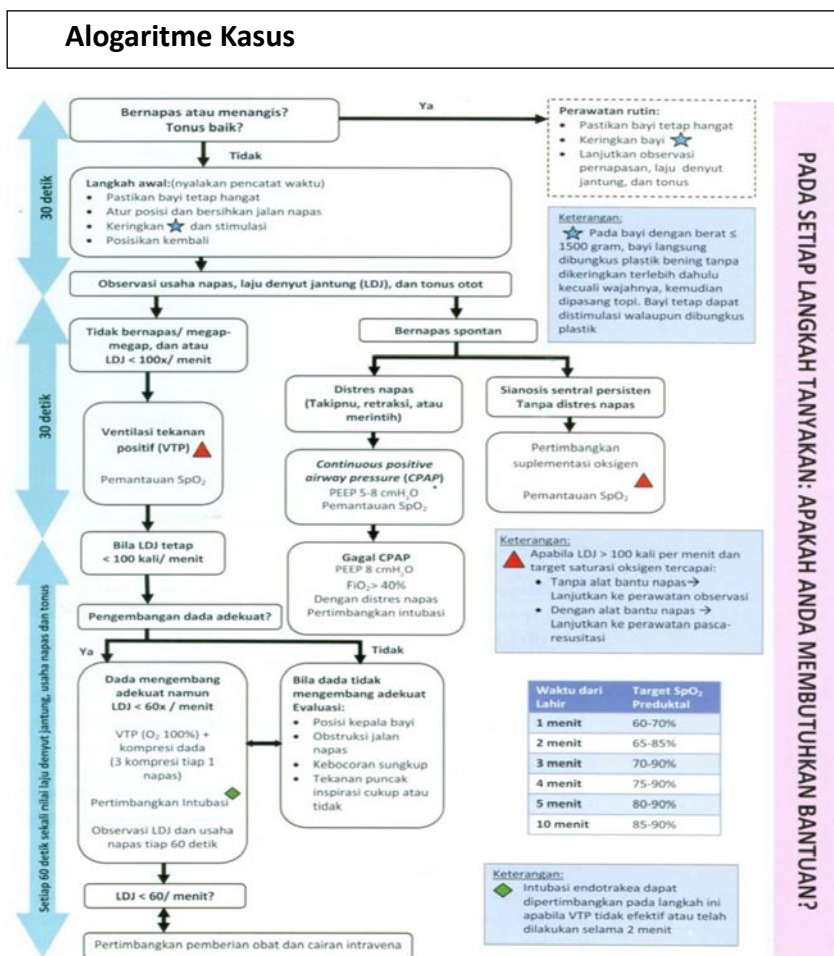 Alogaritme Kasus
Bernapas atau menangis?
Tonus baik?
Ya
Perawatan rutin:
• Pastikan bayi tetap hangat
• Keringkan bayi
• Lanjutkan observasi
pernapasan, laju denyut
jantung, dan tonus
Tidak
30 detik
Langkah awal:(nyalakan pencatat waktu)
• Pastikan bayi tetap hangat
• Atur posisi dan bersihkan jalan napas
• Keringkan dan stimulasi
• Posisikan kembali
Keterangan:
Pada bayi dengan berat ≤
1500 gram, bayi langsung
dibungkus plastik bening tanpa
dikeringkan terlebih dahulu
kecuali wajahnya, kemudian
dipasang topi. Bayi tetap dapat
distimulasi walaupun dibungkus
plastik
Observasi usaha napas, laju denyut jantung (LDJ), dan tonus otot
30 detik
Tidak bernapas/ megap-
megap, dan atau
LDJ < 100x/ menit
Bernapas spontan
Distres napas
(Takipnu, retraksi, atau
merintih)
Sianosis sentral persisten
Tanpa distres napas
Ventilasi tekanan
positif (VTP)
Pemantauan SpO₂
Continuous positive
airway pressure (CPAP)
PEEP 5-8 cmH₂O
Pemantauan SpO₂
Pertimbangkan
suplementasi oksigen
Pemantauan SpO₂
Bila LDJ tetap
< 100 kali/ menit
Gagal CPAP
PEEP 8 cmH₂O
FiO₂> 40%
Dengan distres napas
Pertimbangkan intubasi
Keterangan:
Apabila LDJ > 100 kali per menit dan
target saturasi oksigen tercapai:
• Tanpa alat bantu napas→
Lanjutkan ke perawatan observasi
• Dengan alat bantu napas →
Lanjutkan ke perawatan pasca-
resusitasi
Setiap 60 detik sekali nilai laju denyut jantung, usaha napas dan tonus
Pengembangan dada adekuat?
Ya
Tidak
Dada mengembang
adekuat namun
LDJ < 60x / menit
VTP (O₂ 100%) +
kompresi dada
(3 kompresi tiap 1
napas)
Pertimbangkan Intubasi
Observasi LDJ dan usaha
napas tiap 60 detik
Bila dada tidak
mengembang adekuat
Evaluasi:
• Posisi kepala bayi
• Obstruksi jalan
napas
• Kebocoran sungkup
• Tekanan puncak
inspirasi cukup atau
tidak
Waktu dari Lahir Target SpO₂ Preduktal
1 menit 60-70%
2 menit 65-85%
3 menit 70-90%
4 menit 75-90%
5 menit 80-90%
10 menit 85-90%
LDJ < 60/ menit?
Pertimbangkan pemberian obat dan cairan intravena
Keterangan:
Intubasi endotrakea dapat
dipertimbangkan pada langkah ini
apabila VTP tidak efektif atau telah
dilakukan selama 2 menit
PADA SETIAP LANGKAH TANYAKAN: APAKAH ANDA MEMBUTUHKAN BANTUAN?